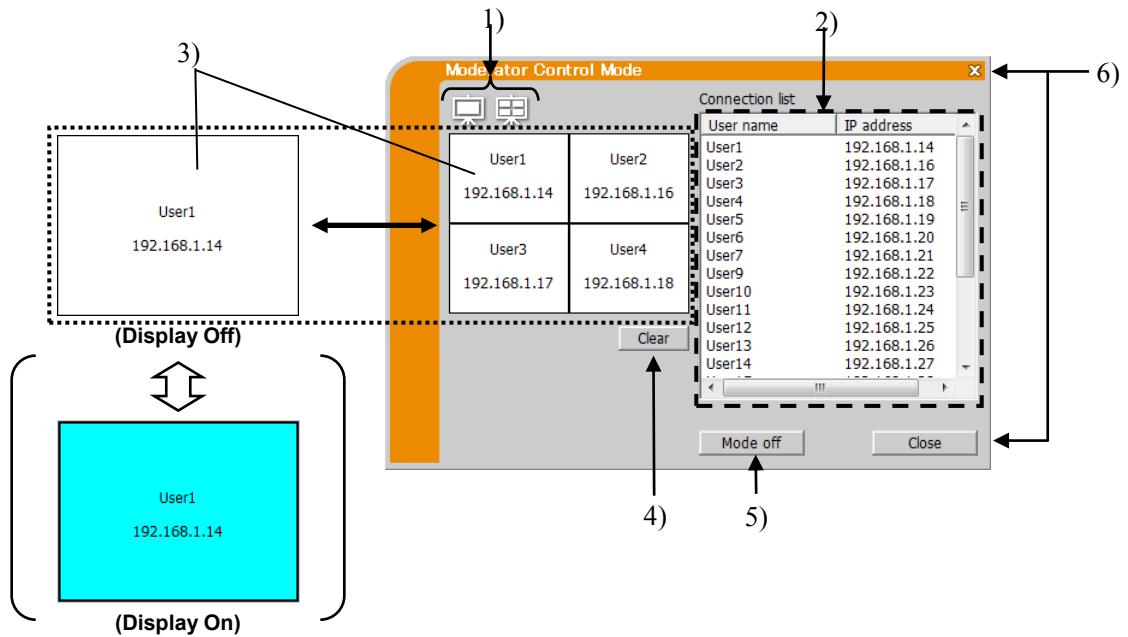 1)
2)
3)
6)
Moderator Control Mode
Connection list
User name IP address
User1 192.168.1.14
User2 192.168.1.16
User3 192.168.1.17
User4 192.168.1.18
User5 192.168.1.19
User6 192.168.1.20
User7 192.168.1.21
User9 192.168.1.22
User10 192.168.1.23
User11 192.168.1.24
User12 192.168.1.25
User13 192.168.1.26
User14 192.168.1.27
User1 User2
192.168.1.14 192.168.1.16
User3 User4
192.168.1.17 192.168.1.18
Clear
Mode off
Close
User1
192.168.1.14
(Display Off)
User1
192.168.1.14
(Display On)
4)
5)